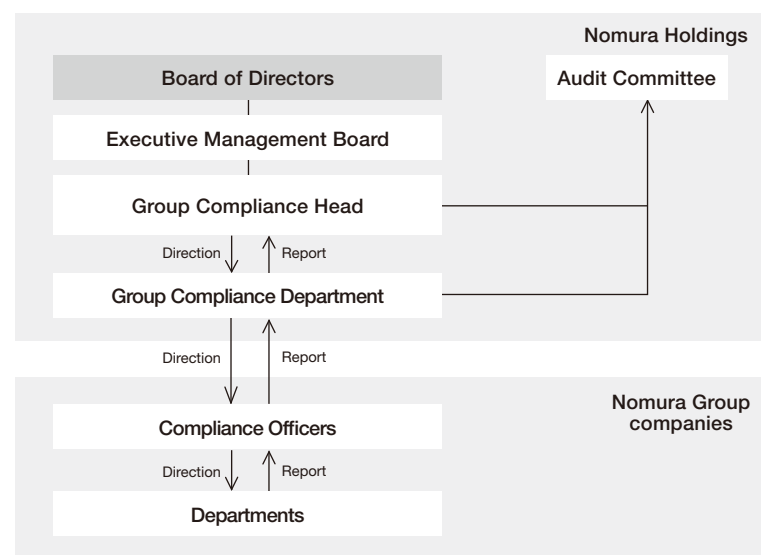 Nomura Holdings
Board of Directors
Audit Committee
Executive Management Board
Group Compliance Head
Direction
Report
Group Compliance Department
Direction
Report
Nomura Group
companies
Compliance Officers
Direction
Report
Departments